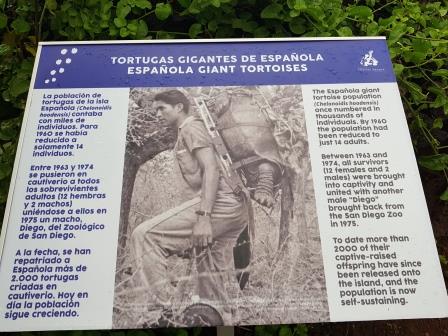 TORTUGAS GIGANTES DE ESPAÑOLA
ESPAÑOLA GIANT TORTOISES
La población de
tortugas de la isla
Española (Chelonoidis
hoodensis) contaba
con miles de
individuos. Para
1960 se había
reducido a
solamente 14
individuos.
Entre 1963 y 1974
se pusieron en
cautiverio a todos
los sobrevivientes
adultos (12 hembras
y 2 machos)
uniéndose a ellos en
1975 un macho,
Diego, del Zoológico
de San Diego.
A la fecha, se han
repatriado a
Española más de
2.000 tortugas
criadas en
cautiverio. Hoy en
día la población
sigue creciendo.
The Española giant
tortoise population
(Chelonoidis hoodensis)
once numbered in
thousands of
individuals. By 1960
the population had
been reduced to
just 14 adults.
Between 1963 and
1974, all survivors
(12 females and 2
males) were brought
into captivity and
united with another
male "Diego"
brought back from
the San Diego Zoo
in 1975.
To date more than
2000 of their
captive-raised
offspring have since
been released onto
the island, and the
population is now
self-sustaining.